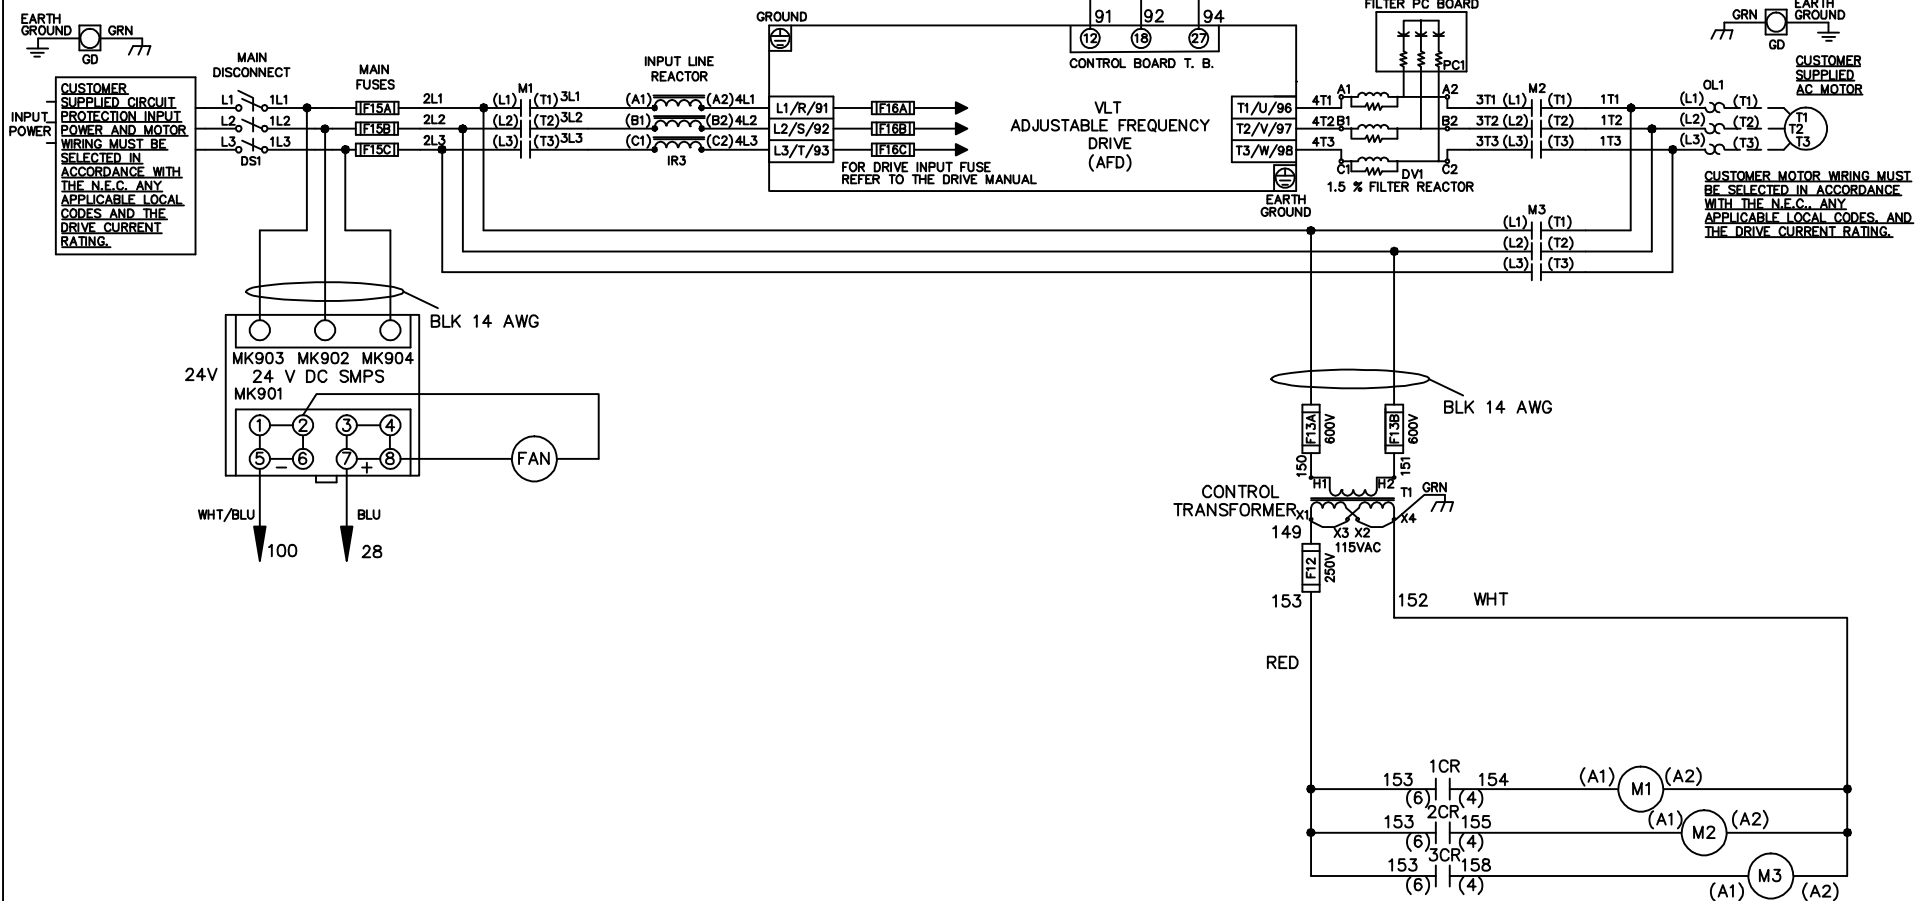 EARTH
GROUND
GRN
GD
GROUND
91
92
94
12
18
27
CONTROL BOARD T. B.
FILTER PC BOARD
PC1
GRN
EARTH
GROUND
GD
CUSTOMER
SUPPLIED
AC MOTOR
INPUT
POWER
CUSTOMER
SUPPLIED CIRCUIT
PROTECTION INPUT
POWER AND MOTOR
WIRING MUST BE
SELECTED IN
ACCORDANCE WITH
THE N.E.C. ANY
APPLICABLE LOCAL
CODES AND THE
DRIVE CURRENT
RATING.
MAIN
DISCONNECT
L1 1L1
L2 1L2
L3 1L3
DS1
MAIN
FUSES
F15A
F15B
F15C
2L1
2L2
2L3
M1
(L1) (T1) 3L1
(L2) (T2) 3L2
(L3) (T3) 3L3
INPUT LINE
REACTOR
(A1) (A2) 4L1
(B1) (B2) 4L2
(C1) (C2) 4L3
IR3
L1/R/91
L2/S/92
L3/T/93
F16A
F16B
F16C
FOR DRIVE INPUT FUSE
REFER TO THE DRIVE MANUAL
VLT
ADJUSTABLE FREQUENCY
DRIVE
(AFD)
T1/U/96
T2/V/97
T3/W/98
EARTH
GROUND
4T1 A1 A2
4T2 B1 B2
4T3 C1 C2
DV1
1.5 % FILTER REACTOR
M2
3T1 (L1) (T1) 1T1
3T2 (L2) (T2) 1T2
3T3 (L3) (T3) 1T3
OL1
(L1) (T1)
(L2) (T2)
(L3) (T3)
T1
T2
T3
CUSTOMER MOTOR WIRING MUST
BE SELECTED IN ACCORDANCE
WITH THE N.E.C., ANY
APPLICABLE LOCAL CODES, AND
THE DRIVE CURRENT RATING.
M3
(L1) (T1)
(L2) (T2)
(L3) (T3)
BLK 14 AWG
24V
MK903 MK902 MK904
24 V DC SMPS
MK901
1 2 3 4
5 − 6 7 + 8
FAN
WHT/BLU
100
BLU
28
BLK 14 AWG
F13A
600V
F13B
600V
150
151
CONTROL
TRANSFORMER
H1 H2
T1
GRN
X1
X3 X2
X4
115VAC
149
F12
250V
153
152 WHT
RED
1CR
153 154
(6) (4)
(A1) M1 (A2)
2CR
153 155
(6) (4)
(A1) M2 (A2)
3CR
153 158
(6) (4)
(A1) M3 (A2)